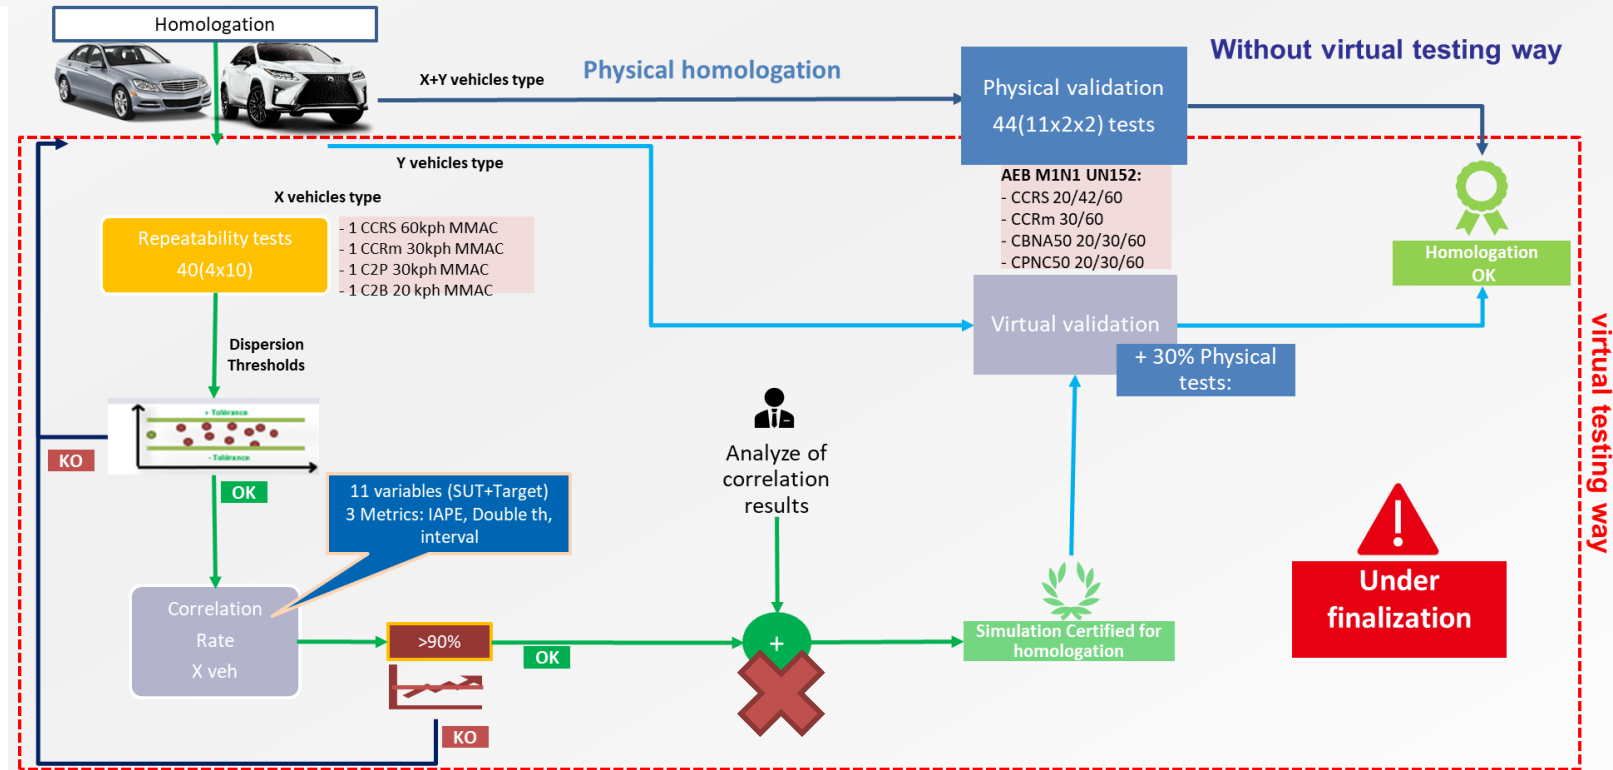 Homologation
Without virtual testing way
X+Y vehicles type
Physical homologation
Physical validation
44(11x2x2) tests
Y vehicles type
AEB M1N1 UN152:
- CCRS 20/42/60
- CCRm 30/60
- CBNA50 20/30/60
- CPNC50 20/30/60
X vehicles type
Repeatability tests
40(4x10)
- 1 CCRS 60kph MMAC
- 1 CCRm 30kph MMAC
- 1 C2P 30kph MMAC
- 1 C2B 20 kph MMAC
Homologation
OK
Virtual validation
+ 30% Physical
tests:
virtual testing way
Dispersion
Thresholds
+ Tolérance
- Tolérance
KO
OK
11 variables (SUT+Target)
3 Metrics: IAPE, Double th,
interval
Analyze of
correlation
results
Correlation
Rate
X veh
>90%
OK
KO
+
Simulation Certified for
homologation
!
Under
finalization